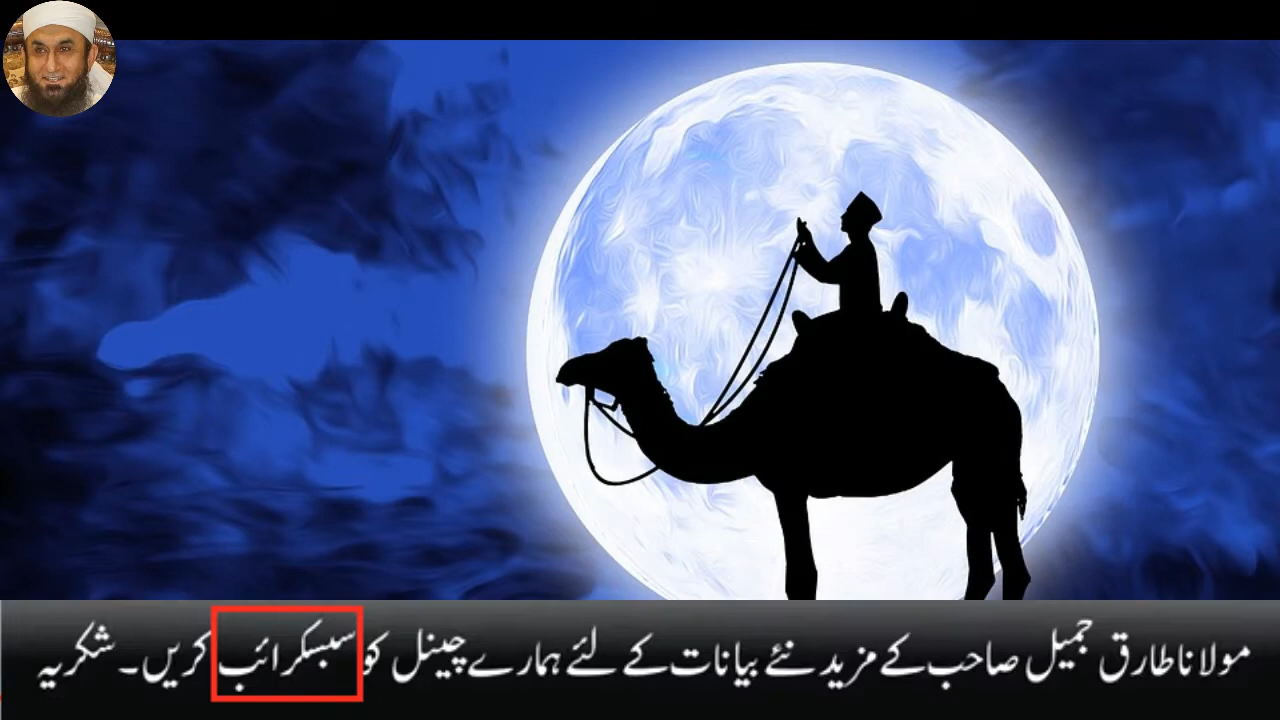 مولانا طارق جمیل صاحب کے مزید نئے بیانات کے لئے ہمارے چینل کو سبسکرائب کریں۔ شکریہ